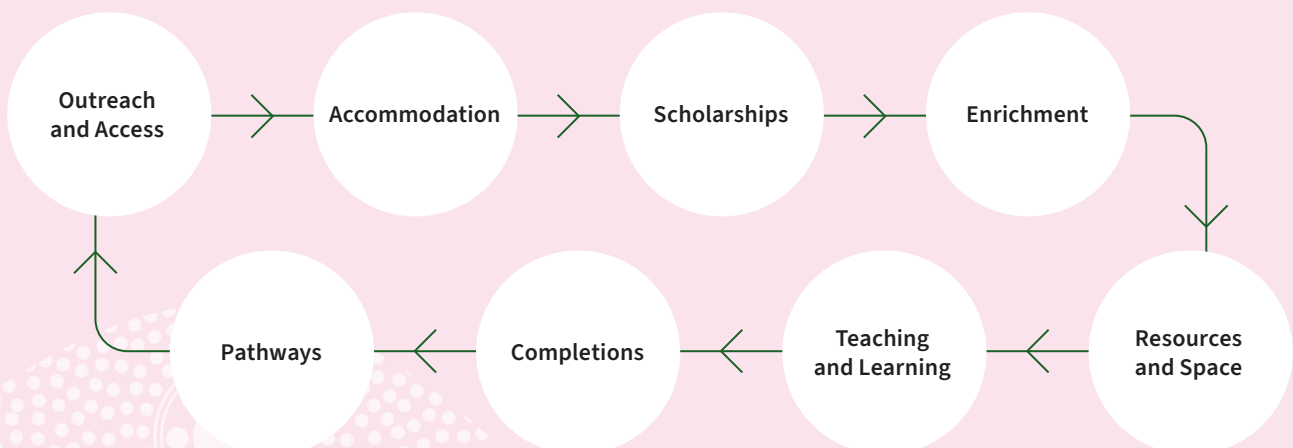 Outreach
and Access
Accommodation
Scholarships
Enrichment
Resources
and Space
Teaching
and Learning
Completions
Pathways